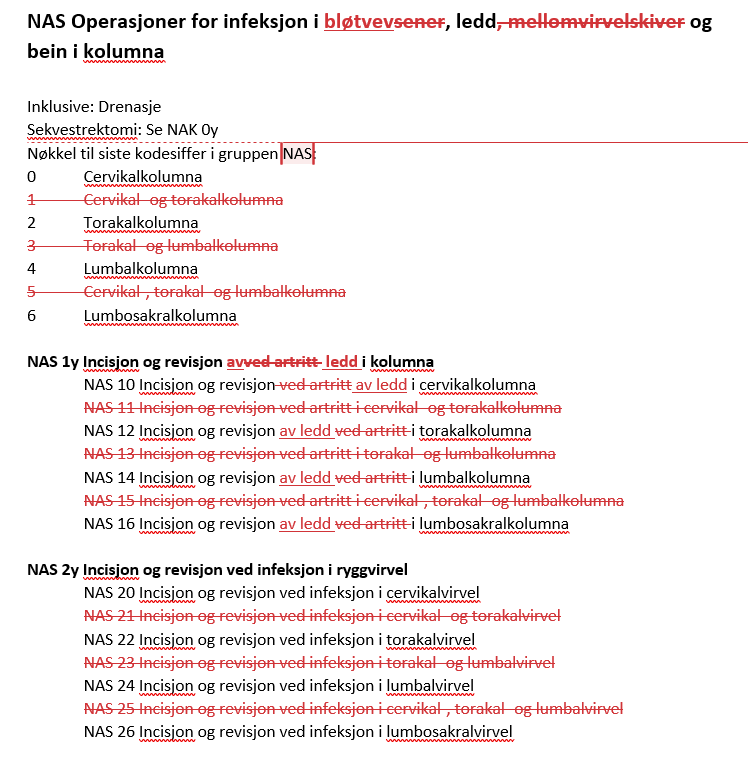 NAS Operasjoner for infeksjon i bløtvevsener, ledd, mellomvirvelskiver og
bein i kolumna
Inklusive: Drenasje
Sekvestrektomi: Se NAK 0y
Nøkkel til siste kodesiffer i gruppen NAS:
0 Cervikalkolumna
1 Cervikal- og torakalkolumna
2 Torakalkolumna
3 Torakal- og lumbalkolumna
4 Lumbalkolumna
5 Cervikal-, torakal- og lumbalkolumna
6 Lumbosakralkolumna
NAS 1y Incisjon og revisjon avved artritt ledd i kolumna
NAS 10 Incisjon og revisjon ved artritt av ledd i cervikalkolumna
NAS 11 Incisjon og revisjon ved artritt i cervikal- og torakalkolumna
NAS 12 Incisjon og revisjon av ledd ved artritt i torakalkolumna
NAS 13 Incisjon og revisjon ved artritt i torakal- og lumbalkolumna
NAS 14 Incisjon og revisjon av ledd ved artritt i lumbalkolumna
NAS 15 Incisjon og revisjon ved artritt i cervikal-, torakal- og lumbalkolumna
NAS 16 Incisjon og revisjon av ledd ved artritt i lumbosakralkolumna
NAS 2y Incisjon og revisjon ved infeksjon i ryggvirvel
NAS 20 Incisjon og revisjon ved infeksjon i cervikalvirvel
NAS 21 Incisjon og revisjon ved infeksjon i cervikal- og torakalvirvel
NAS 22 Incisjon og revisjon ved infeksjon i torakalvirvel
NAS 23 Incisjon og revisjon ved infeksjon i torakal- og lumbalvirvel
NAS 24 Incisjon og revisjon ved infeksjon i lumbalvirvel
NAS 25 Incisjon og revisjon ved infeksjon i cervikal-, torakal- og lumbalvirvel
NAS 26 Incisjon og revisjon ved infeksjon i lumbosakralvirvel